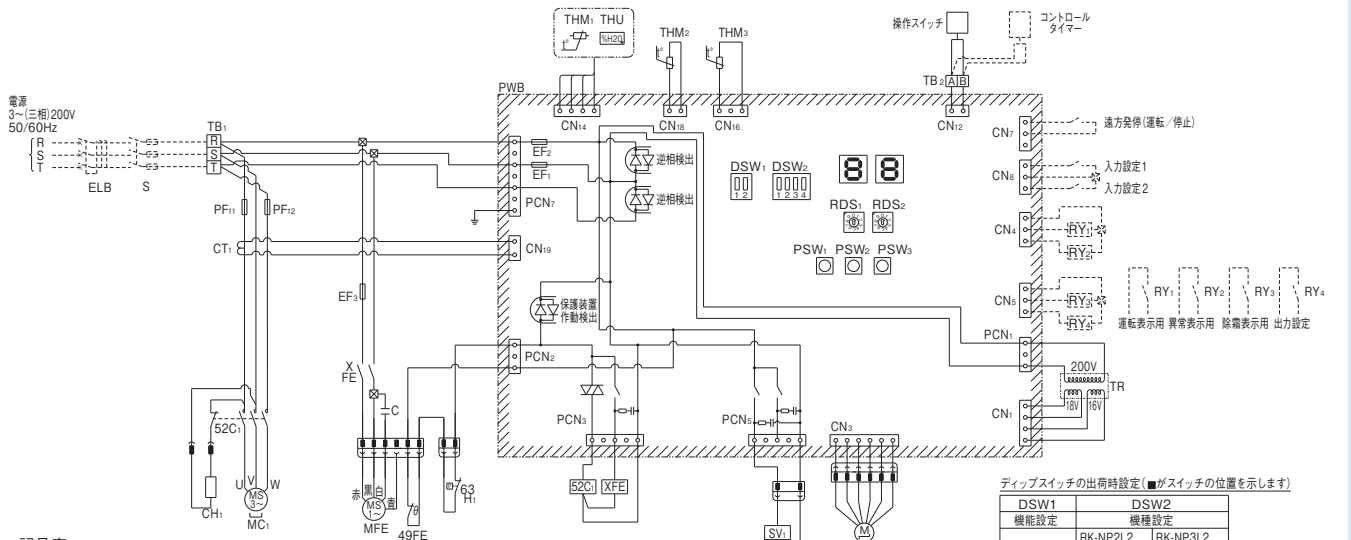 THM1 THU
t°
%H2O
THM2
t°
THM3
t°
操作スイッチ
コントロール
タイマー
TB2 A B
PWB
電源
3～(三相)200V
50/60Hz
R
S
T
ELB
S
TB1
R
S
T
CN14
CN18
CN16
CN12
CN7
遠方発停(運転／停止)
EF2
EF1
逆相検出
逆相検出
PCN7
DSW1
1 2
DSW2
1 2 3 4
8 8
CN8
入力設定1
入力設定2
PF11
PF12
RDS1 RDS2
CN4
RY1
RY2
CT1
CN19
PSW1 PSW2 PSW3
EF3
保護装置
作動検出
CN5
RY3
RY4
RY1 RY2 RY3 RY4
運転表示用 異常表示用 除霜表示用 出力設定
PCN1
X
FE
PCN2
200V
TR
18V 16V
C
52C1
PCN3
PCN5
CN3
CN1
U V W
MS
3～
CH1
MC1
赤 黒 白 青
MS
1～
MFE
49FE
63
H1
P
θ
52C1
XFE
SV1
M
ディップスイッチの出荷時設定(■がスイッチの位置を示します)
DSW1 DSW2
機能設定 機種設定
RK-NP2L2 RK-NP3L2